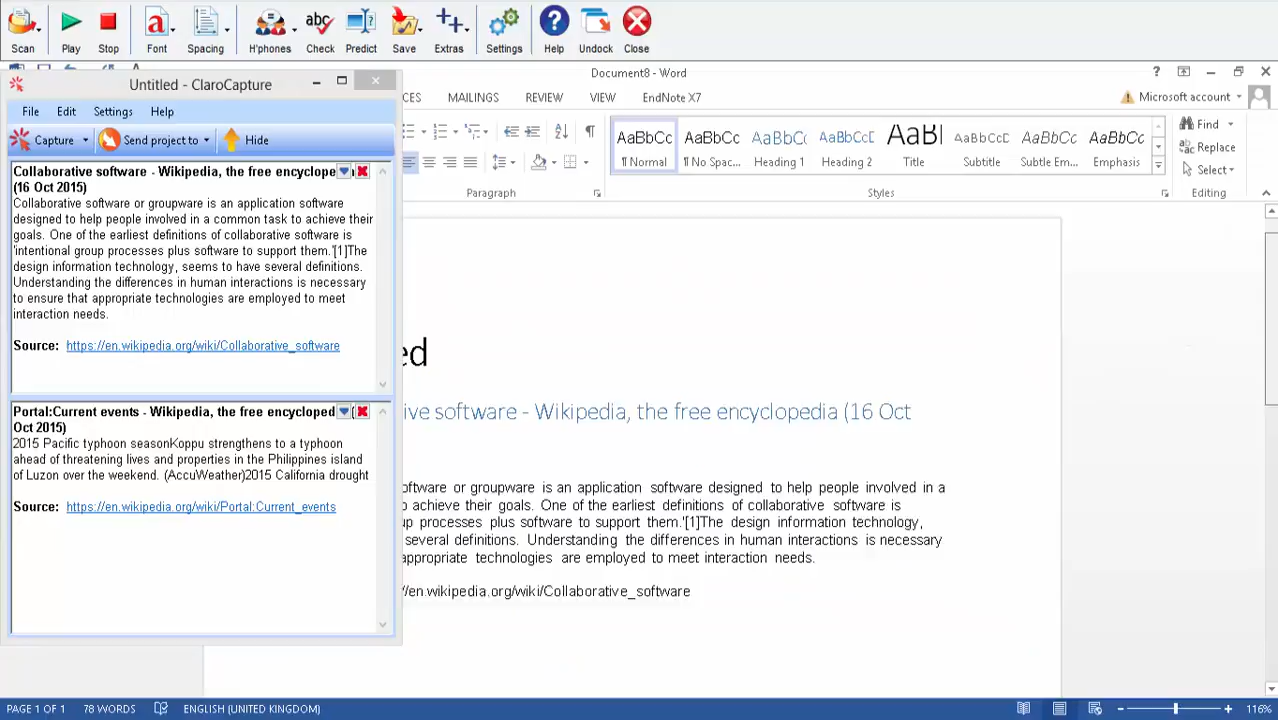 Scan
Play
Stop
Font
Spacing
H'phones
Check
Predict
Save
Extras
Settings
Help
Undock
Close
Document8 - Word
Untitled - ClaroCapture
File
Edit
Settings
Help
CES
MAILINGS
REVIEW
VIEW
EndNote X7
Microsoft account
Capture
Send project to
Hide
AaBbCc
¶ Normal
AaBbCc
¶ No Spac...
AaBbC
Heading 1
AaBbCcD
Heading 2
AaBl
Title
AaBbCcD
Subtitle
AaBbCcD
Subtle Em...
AaBbCcD
Emphasis
Find
Replace
Select
Paragraph
Styles
Editing
Collaborative software - Wikipedia, the free encyclope
(16 Oct 2015)
Collaborative software or groupware is an application software
designed to help people involved in a common task to achieve their
goals. One of the earliest definitions of collaborative software is
'intentional group processes plus software to support them.'[1]The
design information technology, seems to have several definitions.
Understanding the differences in human interactions is necessary
to ensure that appropriate technologies are employed to meet
interaction needs.
Source: https://en.wikipedia.org/wiki/Collaborative_software
Portal:Current events - Wikipedia, the free encycloped
Oct 2015)
2015 Pacific typhoon seasonKoppu strengthens to a typhoon
ahead of threatening lives and properties in the Philippines island
of Luzon over the weekend. (AccuWeather)2015 California drought
Source: https://en.wikipedia.org/wiki/Portal:Current_events
ed
ive software - Wikipedia, the free encyclopedia (16 Oct
oftware or groupware is an application software designed to help people involved in a
o achieve their goals. One of the earliest definitions of collaborative software is
up processes plus software to support them.'[1]The design information technology,
several definitions. Understanding the differences in human interactions is necessary
appropriate technologies are employed to meet interaction needs.
//en.wikipedia.org/wiki/Collaborative_software
PAGE 1 OF 1
78 WORDS
ENGLISH (UNITED KINGDOM)
116%